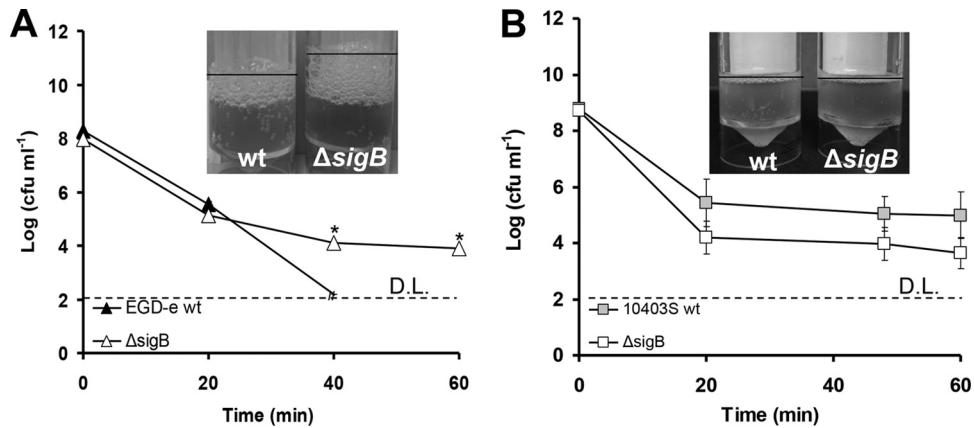 A
Log (cfu ml-1)
12
10
8
6
4
2
0
wt
ΔsigB
*
*
D.L.
EGD-e wt
ΔsigB
0
20
40
60
Time (min)
B
Log (cfu ml-1)
12
10
8
6
4
2
0
wt
ΔsigB
D.L.
10403S wt
ΔsigB
0
20
40
60
Time (min)